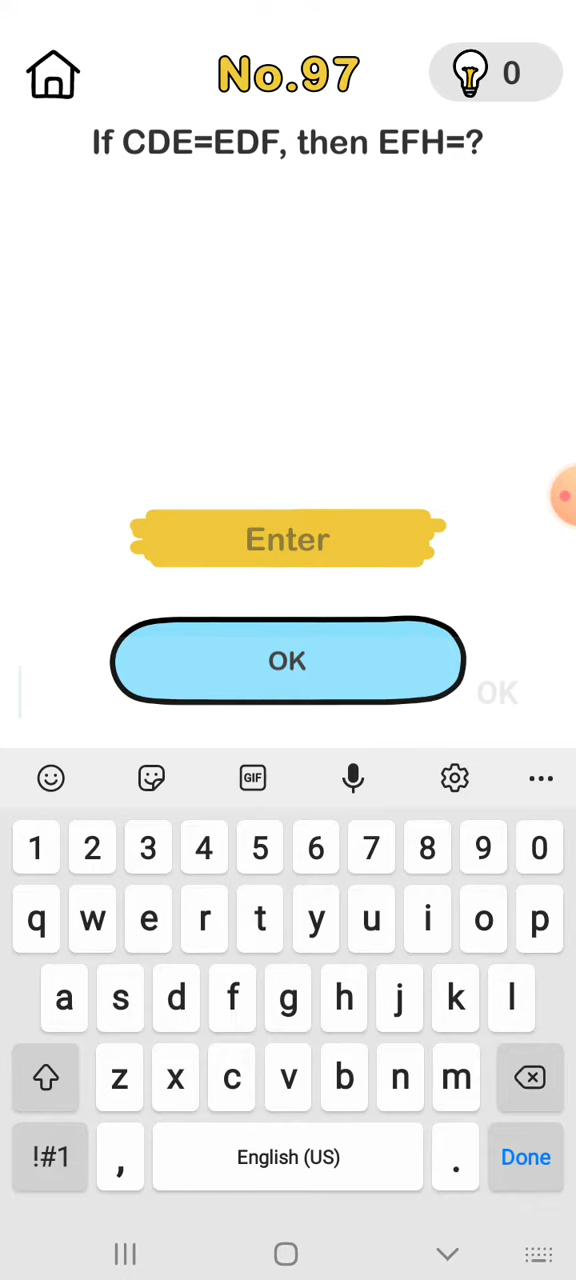 No.97
0
If CDE=EDF, then EFH=?
Enter
OK
OK
GIF
1 2 3 4 5 6 7 8 9 0
q w e r t y u i o p
a s d f g h j k l
z x c v b n m
!#1 , English (US) . Done